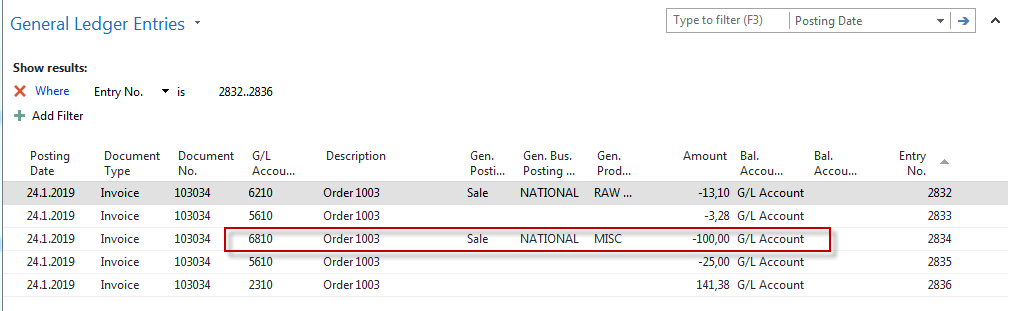 General Ledger Entries
Type to filter (F3) Posting Date
Show results:
Where Entry No. is 2832..2836
Add Filter
Posting Document Document G/L Description Gen. Gen. Bus. Gen. Amount Bal. Bal. Entry
Date Type No. Accou... Posti... Posting ... Prod... Accou... Accou... No.
24.1.2019 Invoice 103034 6210 Order 1003 Sale NATIONAL RAW ... -13,10 G/L Account 2832
24.1.2019 Invoice 103034 5610 Order 1003 -3,28 G/L Account 2833
24.1.2019 Invoice 103034 6810 Order 1003 Sale NATIONAL MISC -100,00 G/L Account 2834
24.1.2019 Invoice 103034 5610 Order 1003 -25,00 G/L Account 2835
24.1.2019 Invoice 103034 2310 Order 1003 141,38 G/L Account 2836